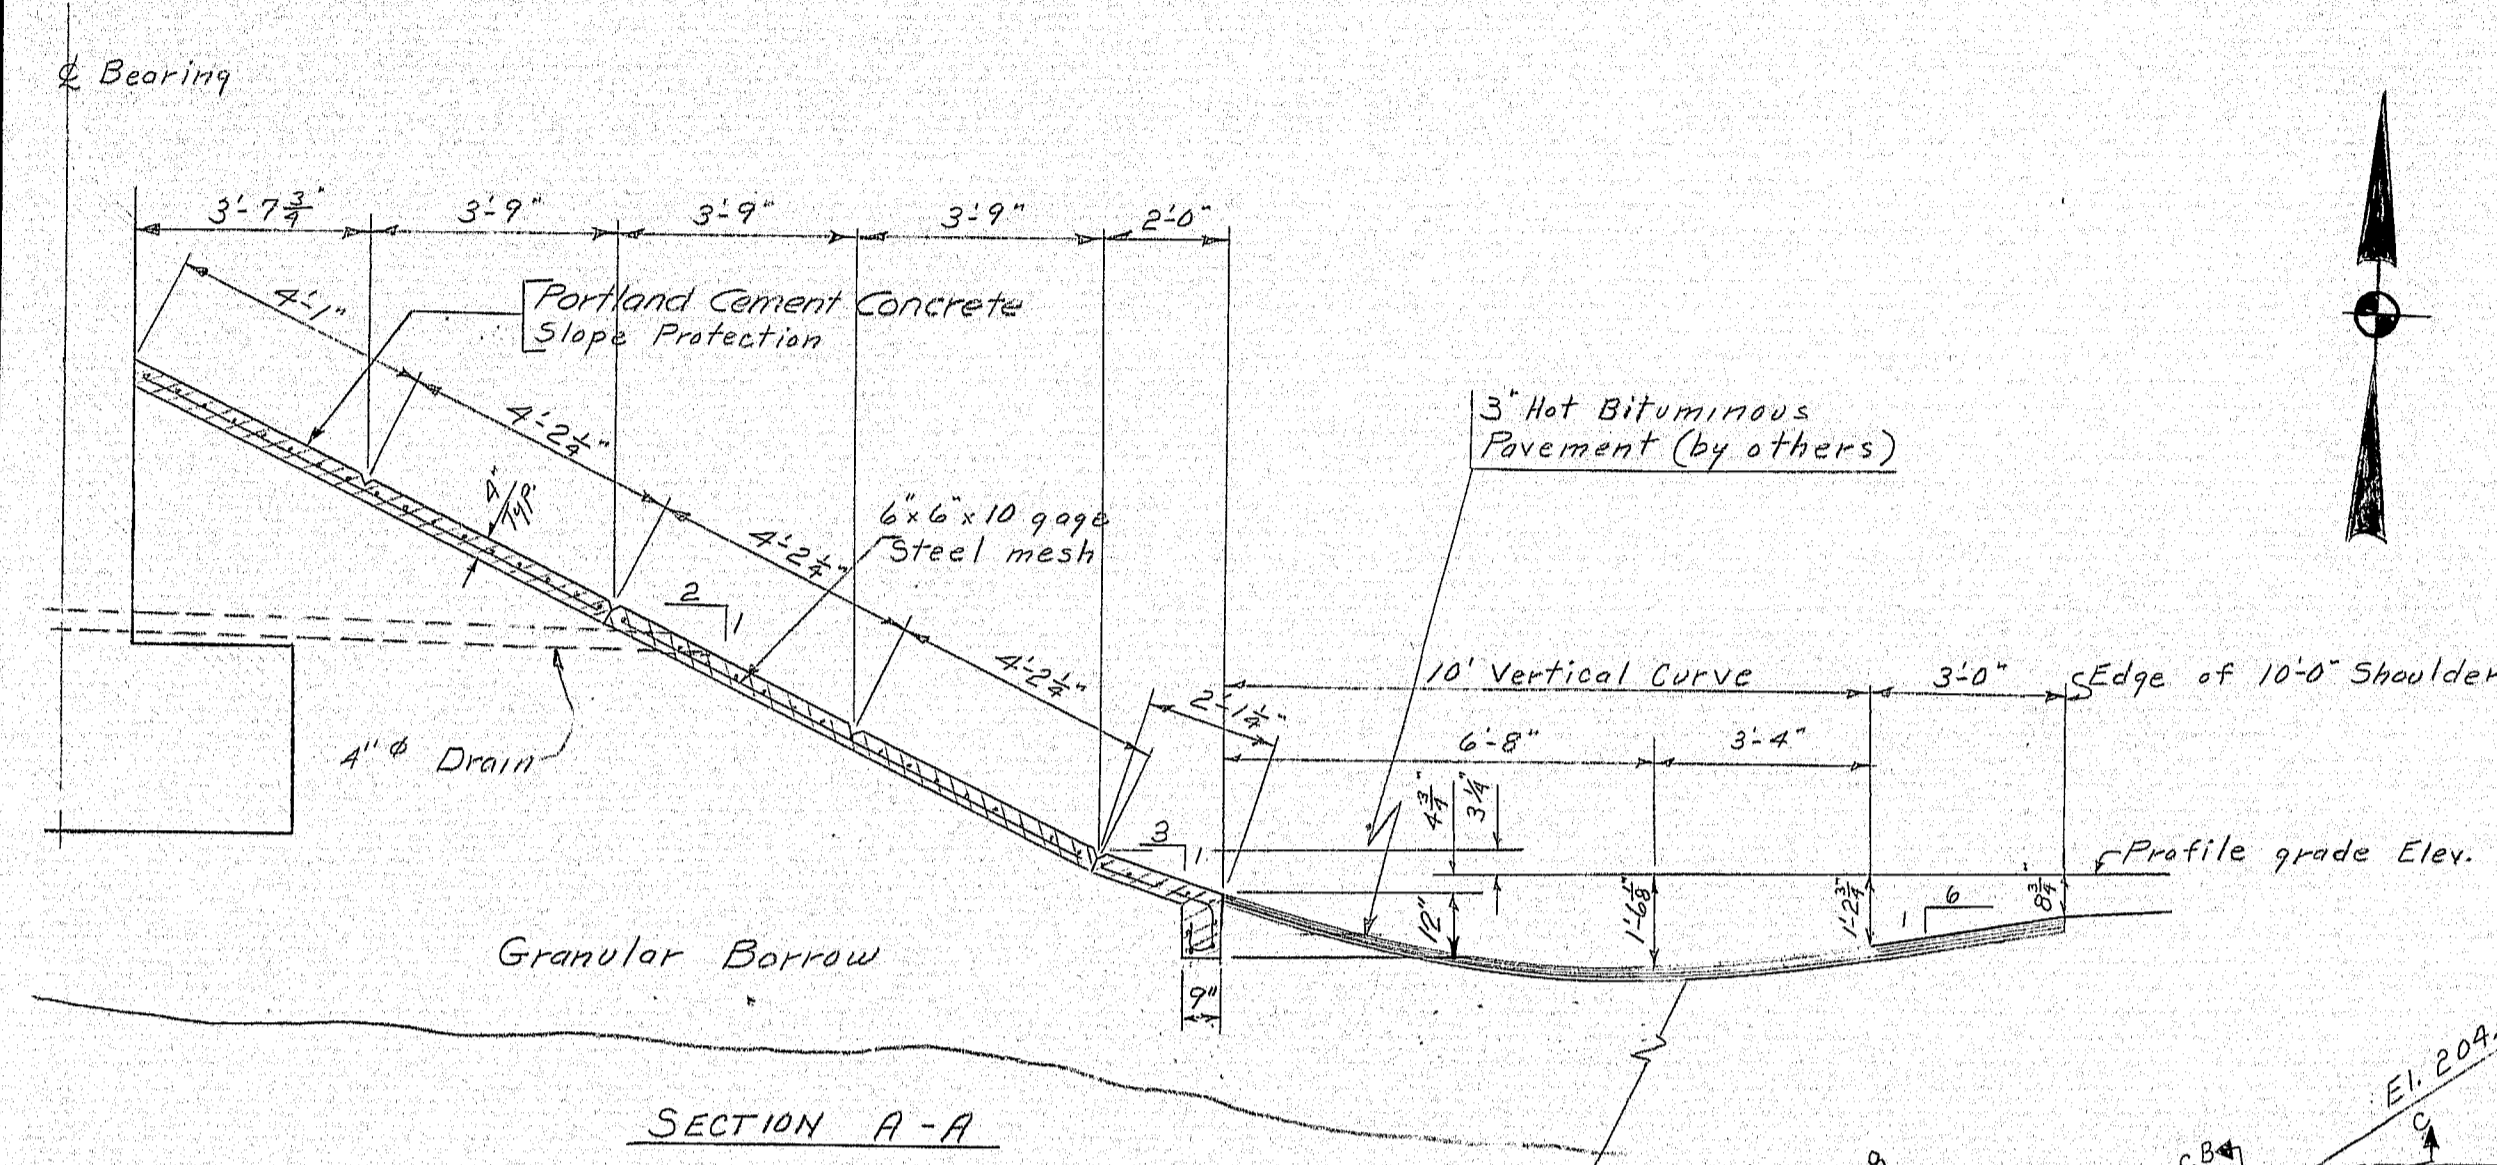 ℄ Bearing
3'-7 3/4"
3'-9"
3'-9"
3'-9"
2'-0"
4'-1"
Portland Cement Concrete
Slope Protection
4'-2 1/4"
4" Typ.
3" Hot Bituminous
Pavement (by others)
6"x6"x10 gage
Steel mesh
4'-2 1/4"
2
1
4'-2 1/4"
2'-1 1/4"
10' Vertical Curve
3'-0"
Edge of 10'-0" Shoulder
4" ø Drain
6'-8"
3'-4"
4 3/4"
3 1/4"
3
1
Profile grade Elev.
12"
1'-6 1/8"
1'-2 3/4"
1
6
8 3/4"
Granular Borrow
9"
SECTION A-A
El. 204.
C
B